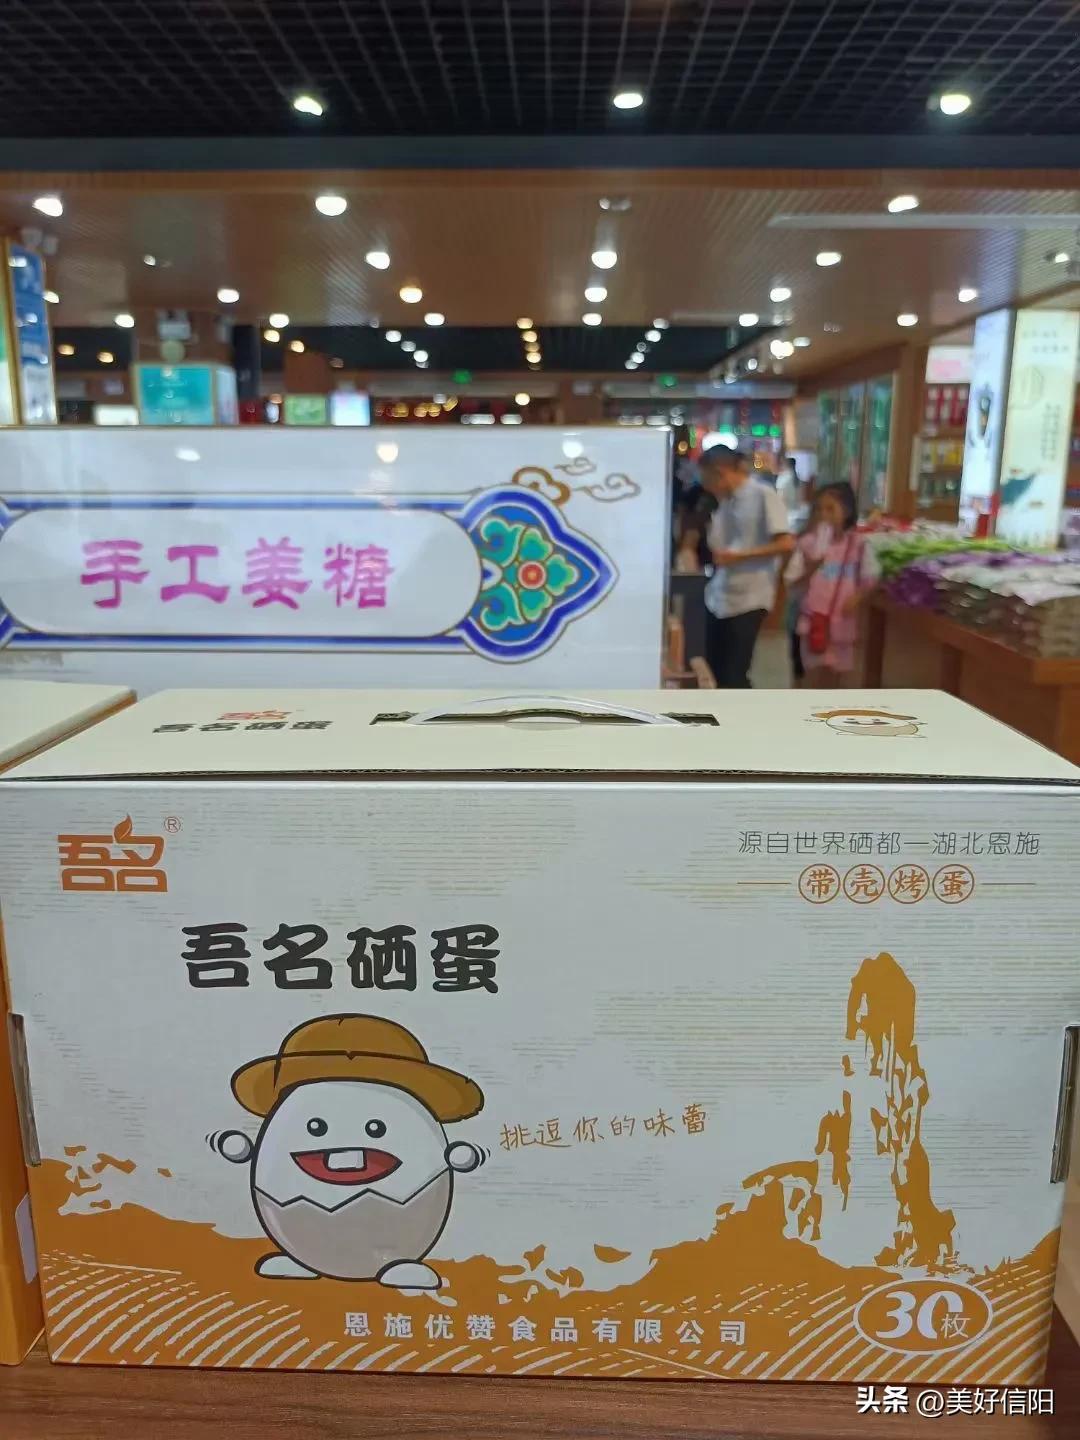 手工姜糖
吾名
吾名硒蛋
吾名®
源自世界硒都—湖北恩施
带壳烤蛋
吾名硒蛋
挑逗你的味蕾
恩施优赞食品有限公司
30枚
头条 @美好信阳